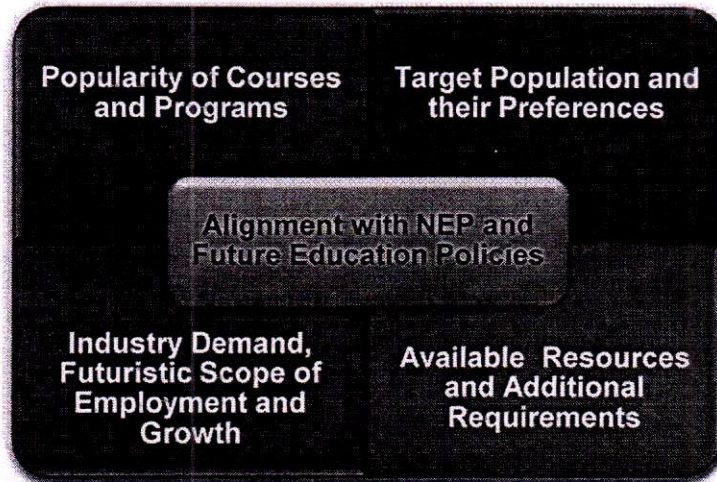 Popularity of Courses
and Programs
Target Population and
their Preferences
Alignment with NEP and
Future Education Policies
Industry Demand,
Futuristic Scope of
Employment and
Growth
Available Resources
and Additional
Requirements